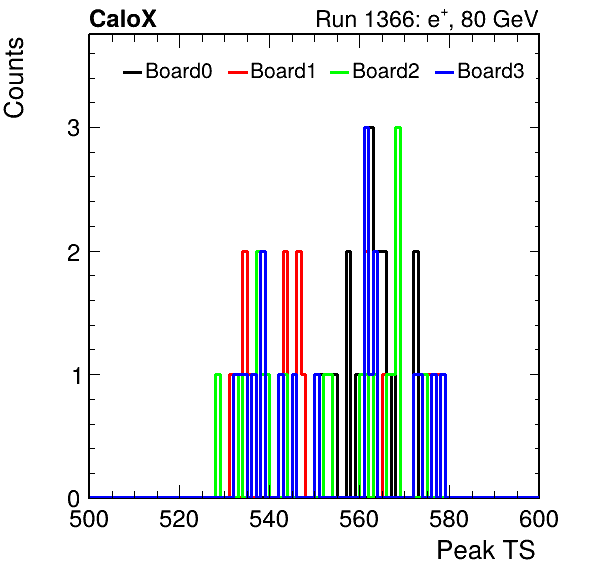 CaloX Run 1366: e⁺, 80 GeV
Counts
Board0 Board1 Board2 Board3
3
2
1
0
500 520 540 560 580 600
Peak TS